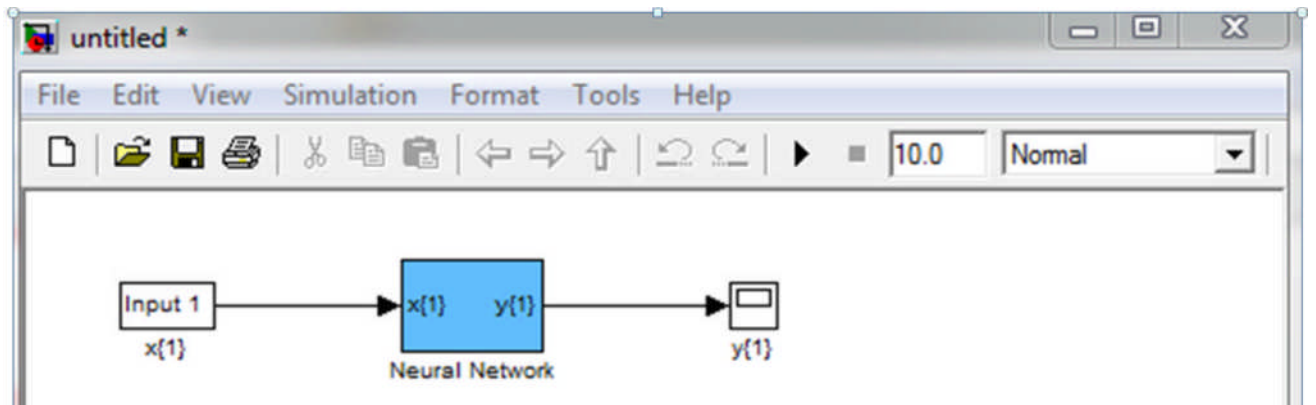 untitled *
File Edit View Simulation Format Tools Help
10.0 Normal
Input 1 x{1} y{1}
x{1} y{1}
Neural Network